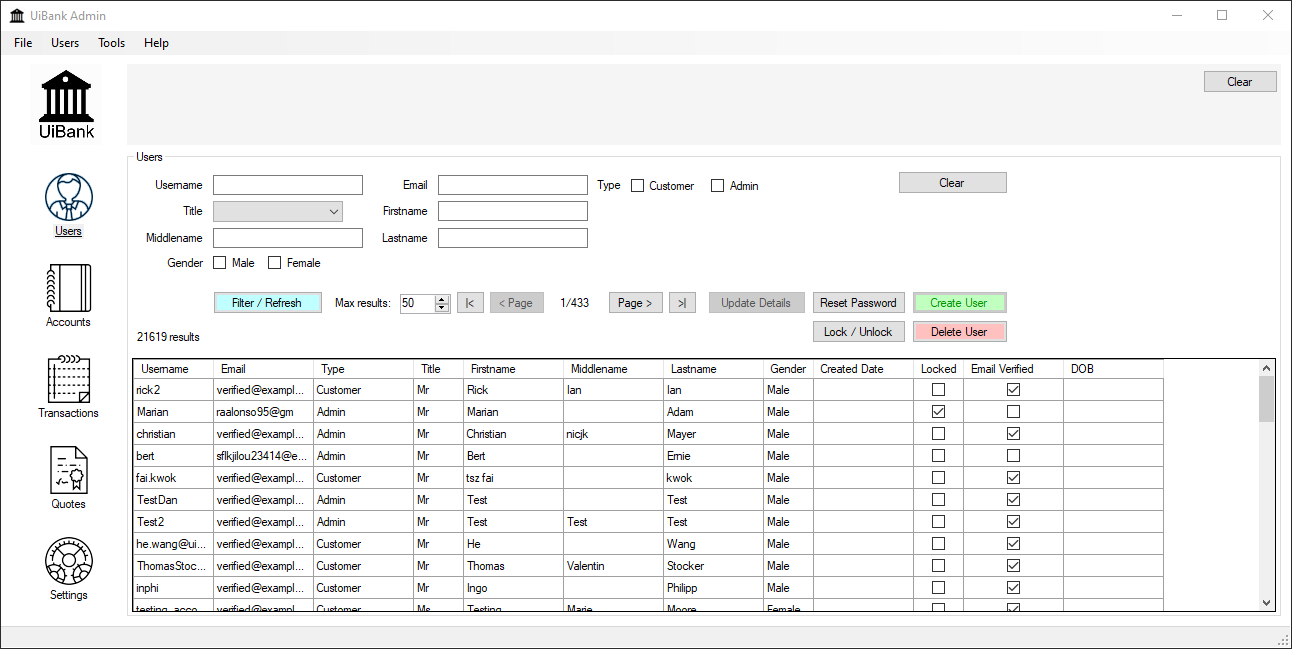 UiBank Admin
File Users Tools Help
UiBank
Clear
Users
Accounts
Transactions
Quotes
Settings
Users
Username Email Type Customer Admin Clear
Title Firstname
Middlename Lastname
Gender Male Female
Filter / Refresh Max results: 50 |< < Page 1/433 Page > >| Update Details Reset Password Create User
Lock / Unlock Delete User
21619 results
Username Email Type Title Firstname Middlename Lastname Gender Created Date Locked Email Verified DOB
rick2 verified@exampl... Customer Mr Rick Ian Ian Male
Marian raalonso95@gm Admin Mr Marian Adam Male
christian verified@exampl... Admin Mr Christian nicjk Mayer Male
bert sflkjilou23414@e... Admin Mr Bert Ernie Male
fai.kwok verified@exampl... Customer Mr tsz fai kwok Male
TestDan verified@exampl... Admin Mr Test Test Male
Test2 verified@exampl... Admin Mr Test Test Test Male
he.wang@ui... verified@exampl... Customer Mr He Wang Male
ThomasStoc... verified@exampl... Customer Mr Thomas Valentin Stocker Male
inphi verified@exampl... Customer Mr Ingo Philipp Male
testing_acco... verified@exampl... Customer Ms Testing Marie Moore Female